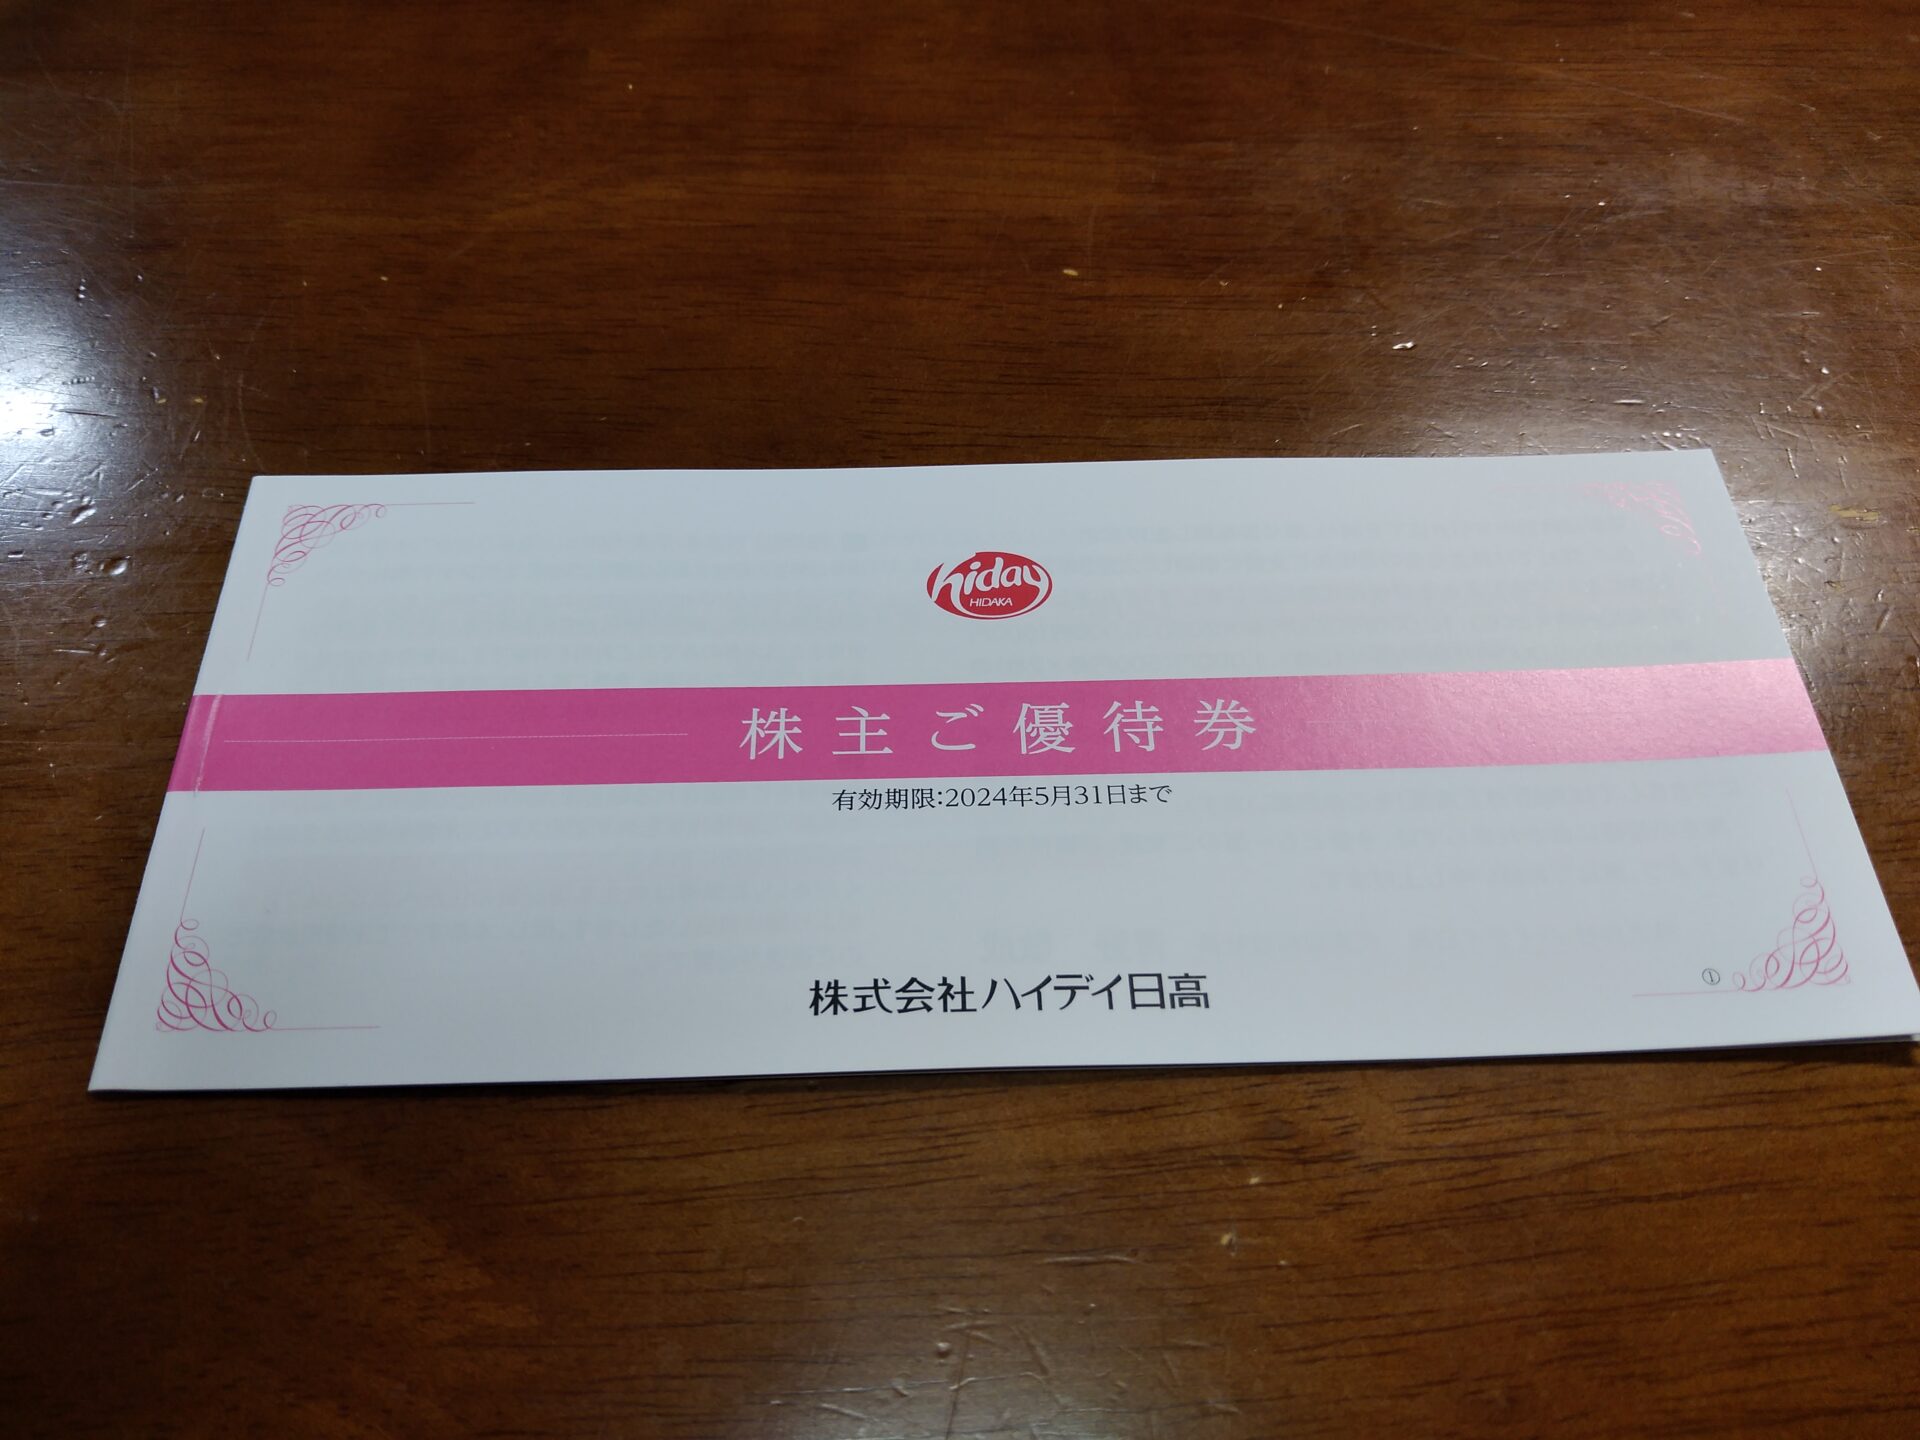 hiday
HIDAKA
株主ご優待券
有効期限:2024年5月31日まで
株式会社ハイデイ日高
①